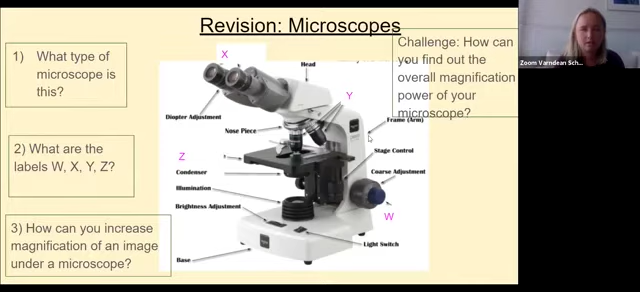 Revision: Microscopes
1) What type of
microscope is
this?
2) What are the
labels W, X, Y, Z?
3) How can you increase
magnification of an image
under a microscope?
X
Head
Y
Diopter Adjustment
Nose Piece
Frame (Arm)
Z
Stage Control
Condenser
Coarse Adjustment
Illumination
Brightness Adjustment
W
Light Switch
Base
Challenge: How can
you find out the
overall magnification
power of your
microscope?
Zoom Varndean Sch...